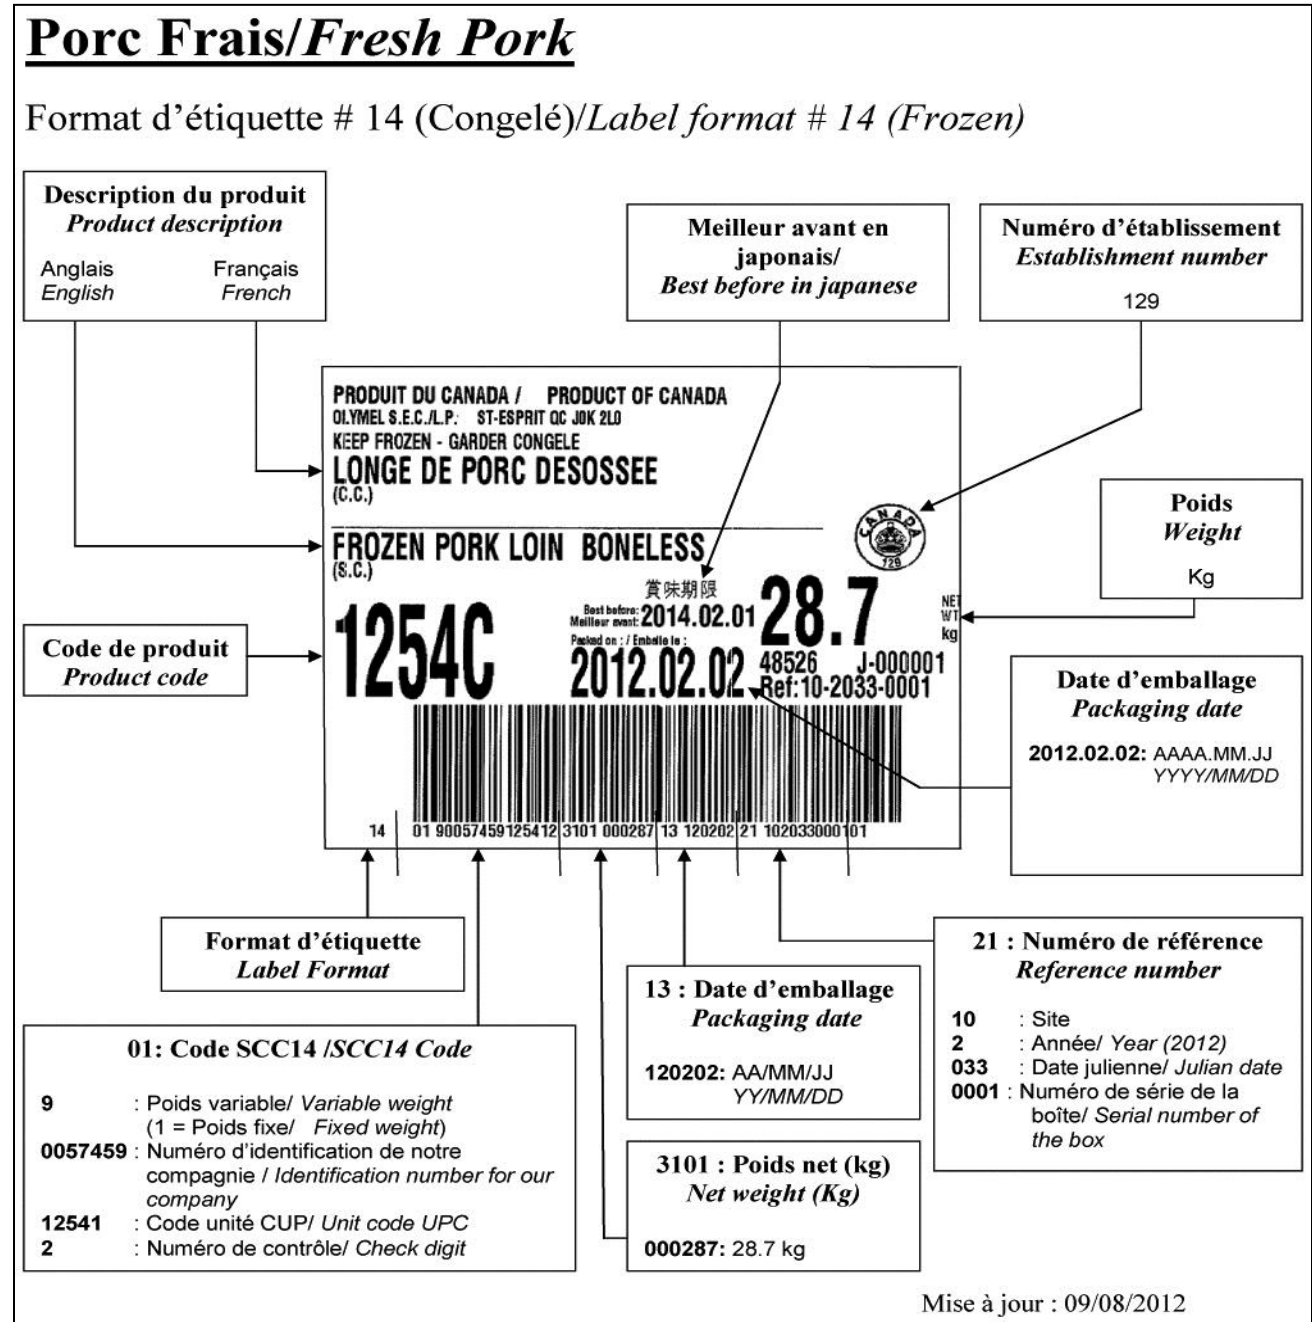 Porc Frais/Fresh Pork
Format d'étiquette # 14 (Congelé)/Label format # 14 (Frozen)
Description du produit
Product description
Anglais Français
English French
Meilleur avant en
japonais/
Best before in japanese
Numéro d'établissement
Establishment number
129
PRODUIT DU CANADA / PRODUCT OF CANADA
OLYMEL S.E.C./L.P. ST-ESPRIT QC J0K 2L0
KEEP FROZEN - GARDER CONGELE
LONGE DE PORC DESOSSEE
(C.C.)
CANADA
129
FROZEN PORK LOIN BONELESS
(S.C.)
Poids
Weight
Kg
賞味期限
Best before:
Meilleur avant: 2014.02.01
28.7
NET
WT
kg
1254C
Packed on : / Emballe le :
2012.02.02
48526 J-000001
Ref:10-2033-0001
Code de produit
Product code
Date d'emballage
Packaging date
2012.02.02: AAAA.MM.JJ
YYYY/MM/DD
14 01 90057459125412 3101 000287 13 120202 21 102033000101
Format d'étiquette
Label Format
01: Code SCC14 /SCC14 Code
9 : Poids variable/ Variable weight
(1 = Poids fixe/ Fixed weight)
0057459 : Numéro d'identification de notre
compagnie / Identification number for our
company
12541 : Code unité CUP/ Unit code UPC
2 : Numéro de contrôle/ Check digit
13 : Date d'emballage
Packaging date
120202: AA/MM/JJ
YY/MM/DD
3101 : Poids net (kg)
Net weight (Kg)
000287: 28.7 kg
21 : Numéro de référence
Reference number
10 : Site
2 : Année/ Year (2012)
033 : Date julienne/ Julian date
0001 : Numéro de série de la
boîte/ Serial number of
the box
Mise à jour : 09/08/2012